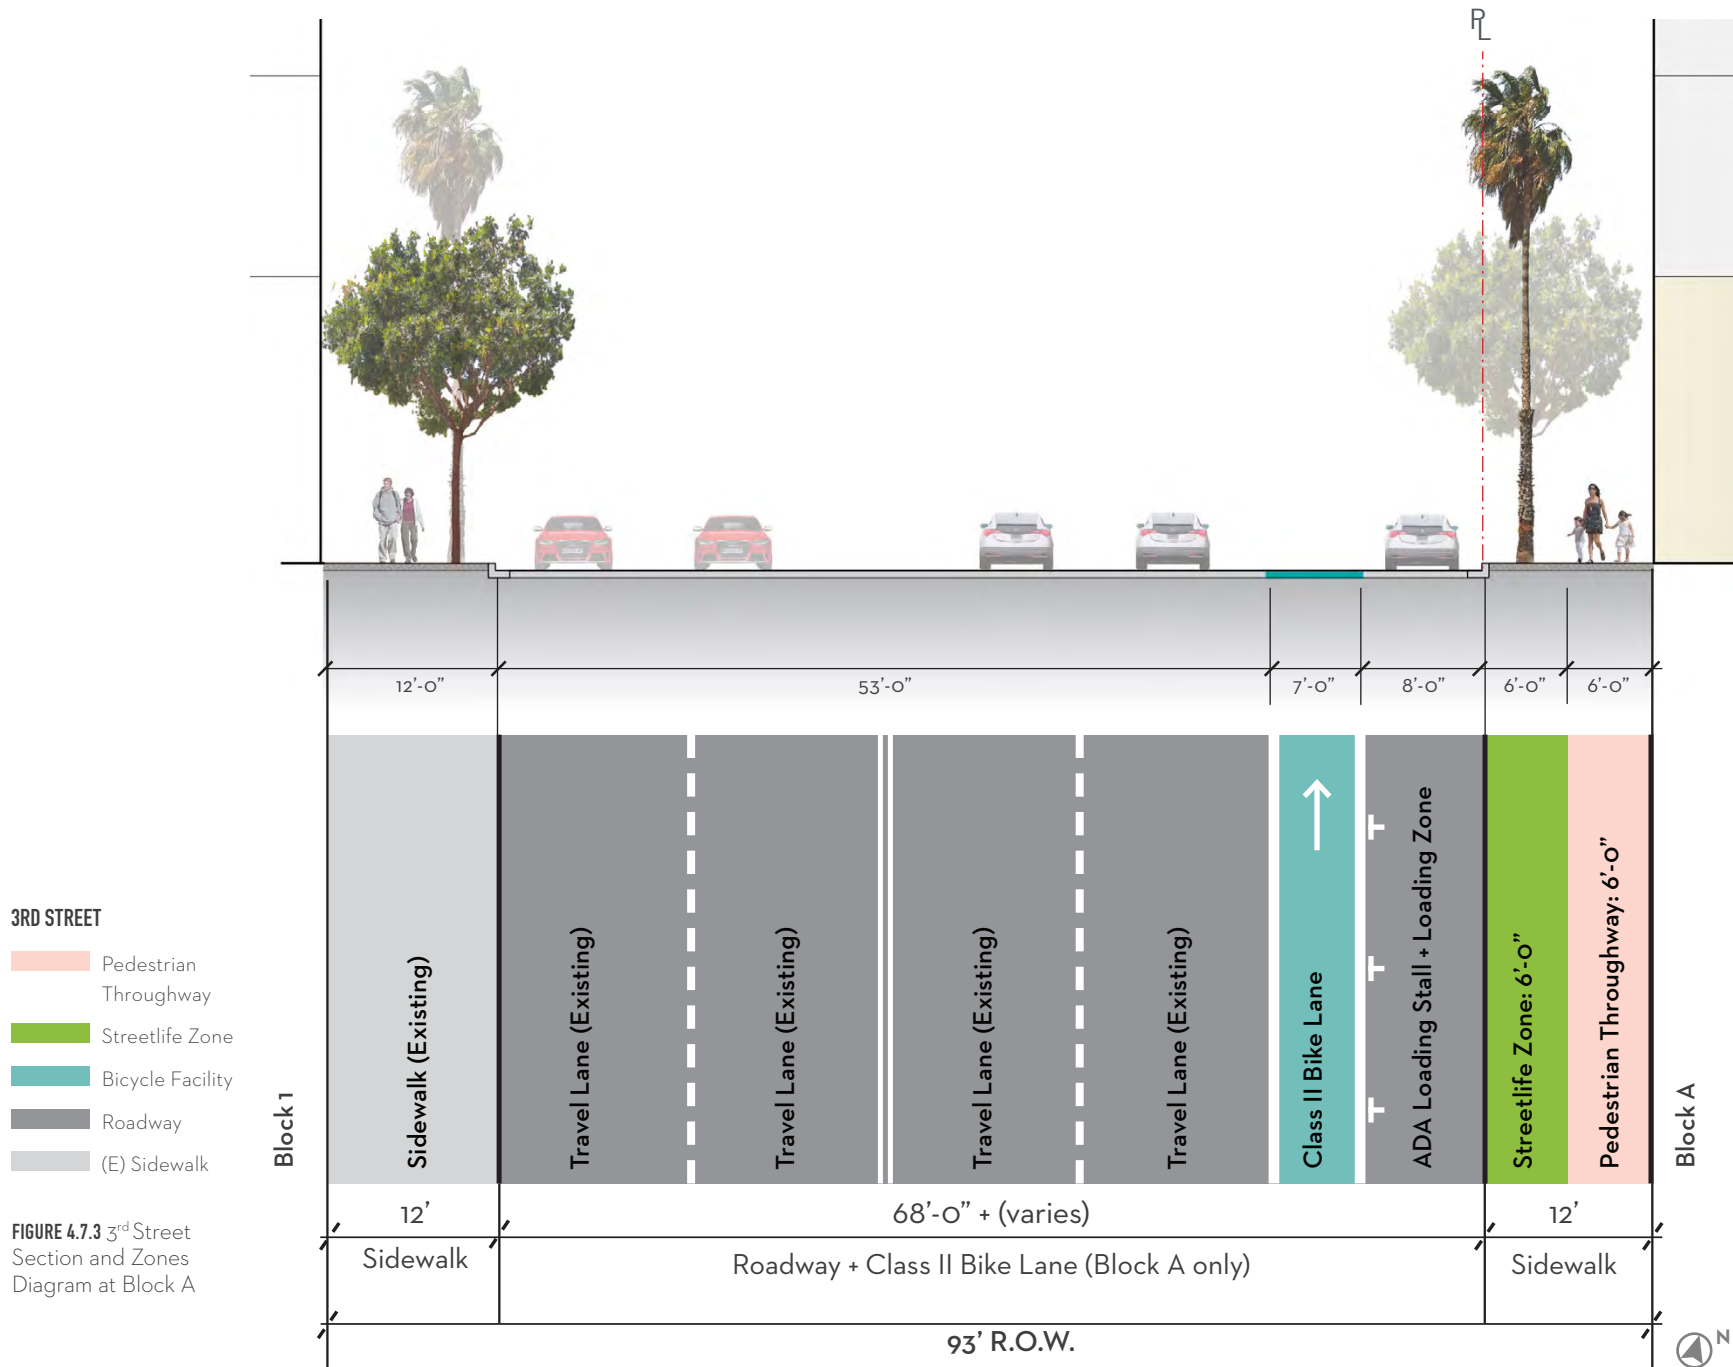 PL
12'-0"
53'-0"
7'-0"
8'-0"
6'-0"
6'-0"
3RD STREET
Pedestrian
Throughway
Streetlife Zone
Bicycle Facility
Roadway
(E) Sidewalk
FIGURE 4.7.3 3rd Street
Section and Zones
Diagram at Block A
Block 1
Sidewalk (Existing)
Travel Lane (Existing)
Travel Lane (Existing)
Travel Lane (Existing)
Travel Lane (Existing)
Class II Bike Lane
ADA Loading Stall + Loading Zone
Streetlife Zone: 6'-0"
Pedestrian Throughway: 6'-0"
Block A
12'
68'-0" + (varies)
12'
Sidewalk
Roadway + Class II Bike Lane (Block A only)
Sidewalk
93' R.O.W.
N